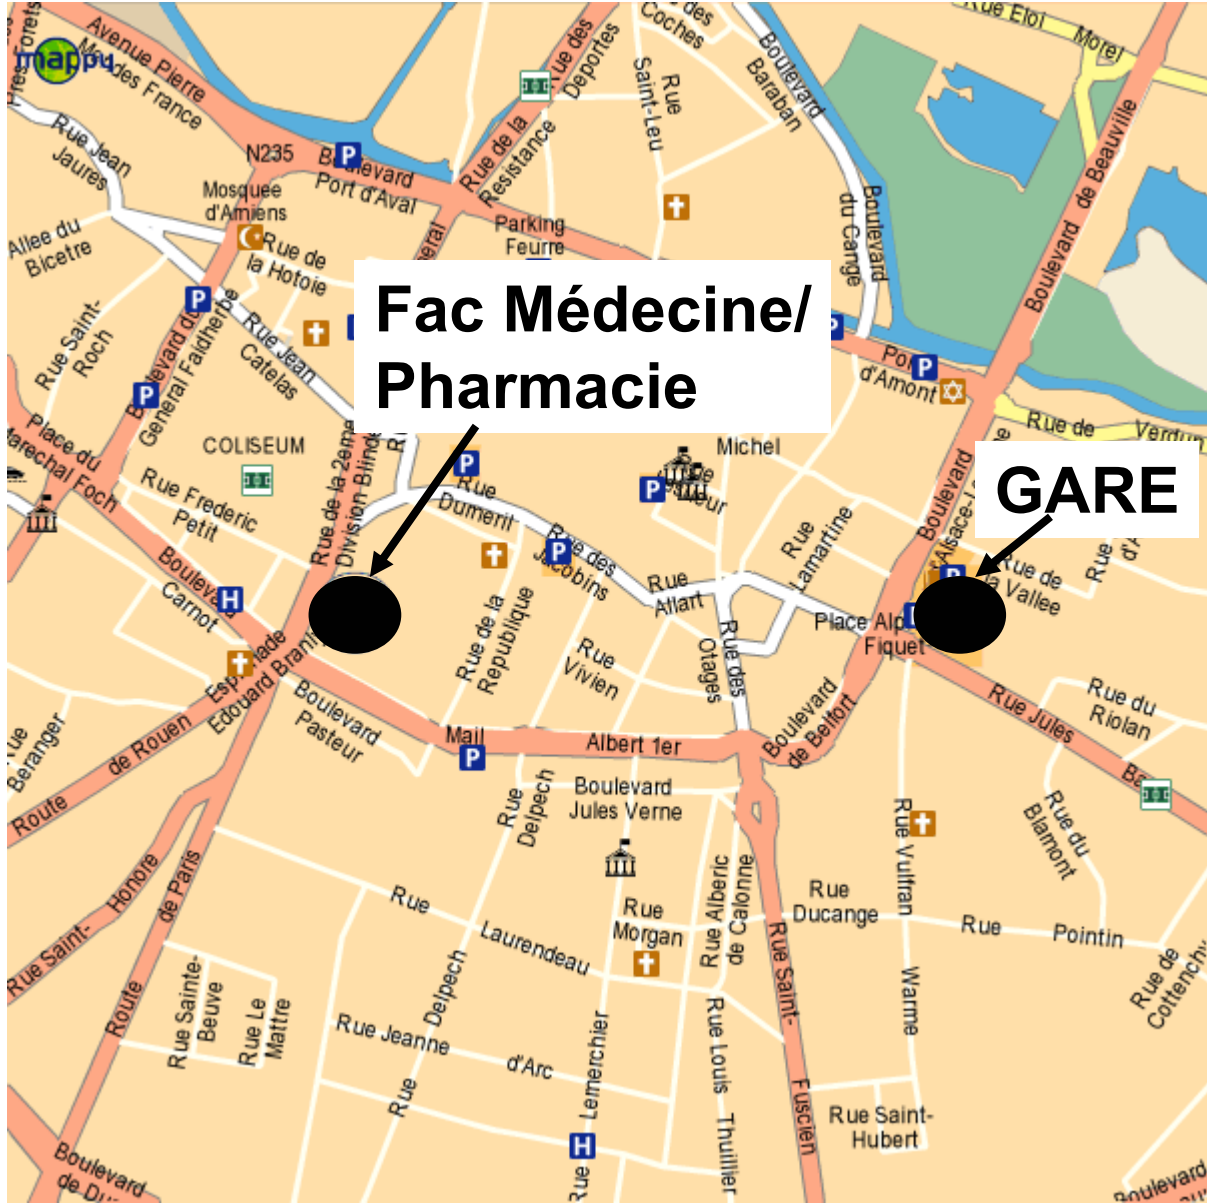 mappy
Avenue Pierre
Mendes France
Rue Jean
Jaures
N235
Boulevard
Port d'Aval
Rue de la
Resistance
Rue des
Deportes
Rue des
Coches
Rue
Saint-Leu
Boulevard
Baraban
Rue Eloi
Morel
Boulevard de Beauville
Mosquee
d'Amiens
Allee du
Bicetre
Rue de
la Hotoie
Parking
Feurre
Boulevard
du Cange
Fac Médecine/
Pharmacie
Rue Saint-
Roch
Boulevard du
General Faidherbe
Rue Jean
Catelas
d'Amont
Rue de Verdun
Place du
Marechal Foch
COLISEUM
Rue Frederic
Petit
Rue de la 2eme
Division Blindee
Rue
Dumeril
Michel
Boulevard
GARE
Rue des
Jacobins
Rue
Lamartine
Rue de
la Vallee
Boulevard
Carnot
Rue
Allart
Place Alphonse
Fiquet
Esplanade
Edouard Branly
Rue de la
Republique
Rue
Vivien
Rue des
Otages
Boulevard
de Belfort
Rue Jules
Rue du
Riolan
Rue
Beranger
Route de Rouen
Boulevard
Pasteur
Mail
Albert 1er
Rue
Delpech
Boulevard
Jules Verne
Rue Vulfran
Warme
Rue du
Blamont
Rue Saint-Honore
Route de Paris
Rue
Laurendeau
Rue
Morgan
Rue Alberic
de Calonne
Rue
Ducange
Rue Pointin
Rue de
Cottenchy
Rue Sainte-
Beuve
Rue Le
Mattre
Rue Jeanne
d'Arc
Rue Delpech
Rue Lemerchier
Rue Louis Thuillier
Rue Saint-
Fuscien
Rue Saint-
Hubert
Boulevard
Boulevard
P
H